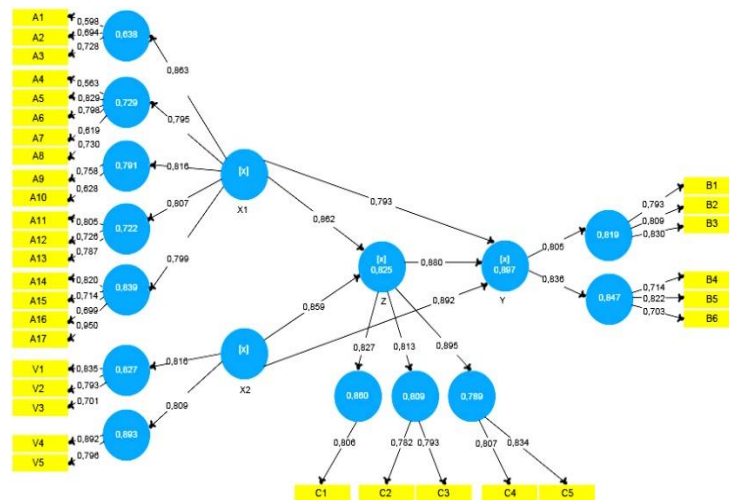 A1
0,598
A2
0,694
A3
0,728
0,638
A4
0,563
A5
0,829
A6
0,798
A7
0,619
A8
0,730
0,729
A9
0,758
A10
0,628
0,791
A11
0,805
A12
0,726
A13
0,787
0,722
A14
0,820
A15
0,714
A16
0,699
A17
0,950
0,839
V1
0,835
V2
0,793
V3
0,701
0,827
V4
0,892
V5
0,796
0,893
0,863
0,795
0,816
0,807
0,799
[x]
X1
0,816
0,809
[x]
X2
0,793
0,862
0,859
0,892
[x]
0,825
Z
0,880
[x]
0,897
Y
0,805
0,836
0,819
0,847
0,793
B1
0,809
B2
0,830
B3
0,714
B4
0,822
B5
0,703
B6
0,827
0,813
0,895
0,860
0,809
0,789
0,806
0,782
0,793
0,807
0,834
C1
C2
C3
C4
C5